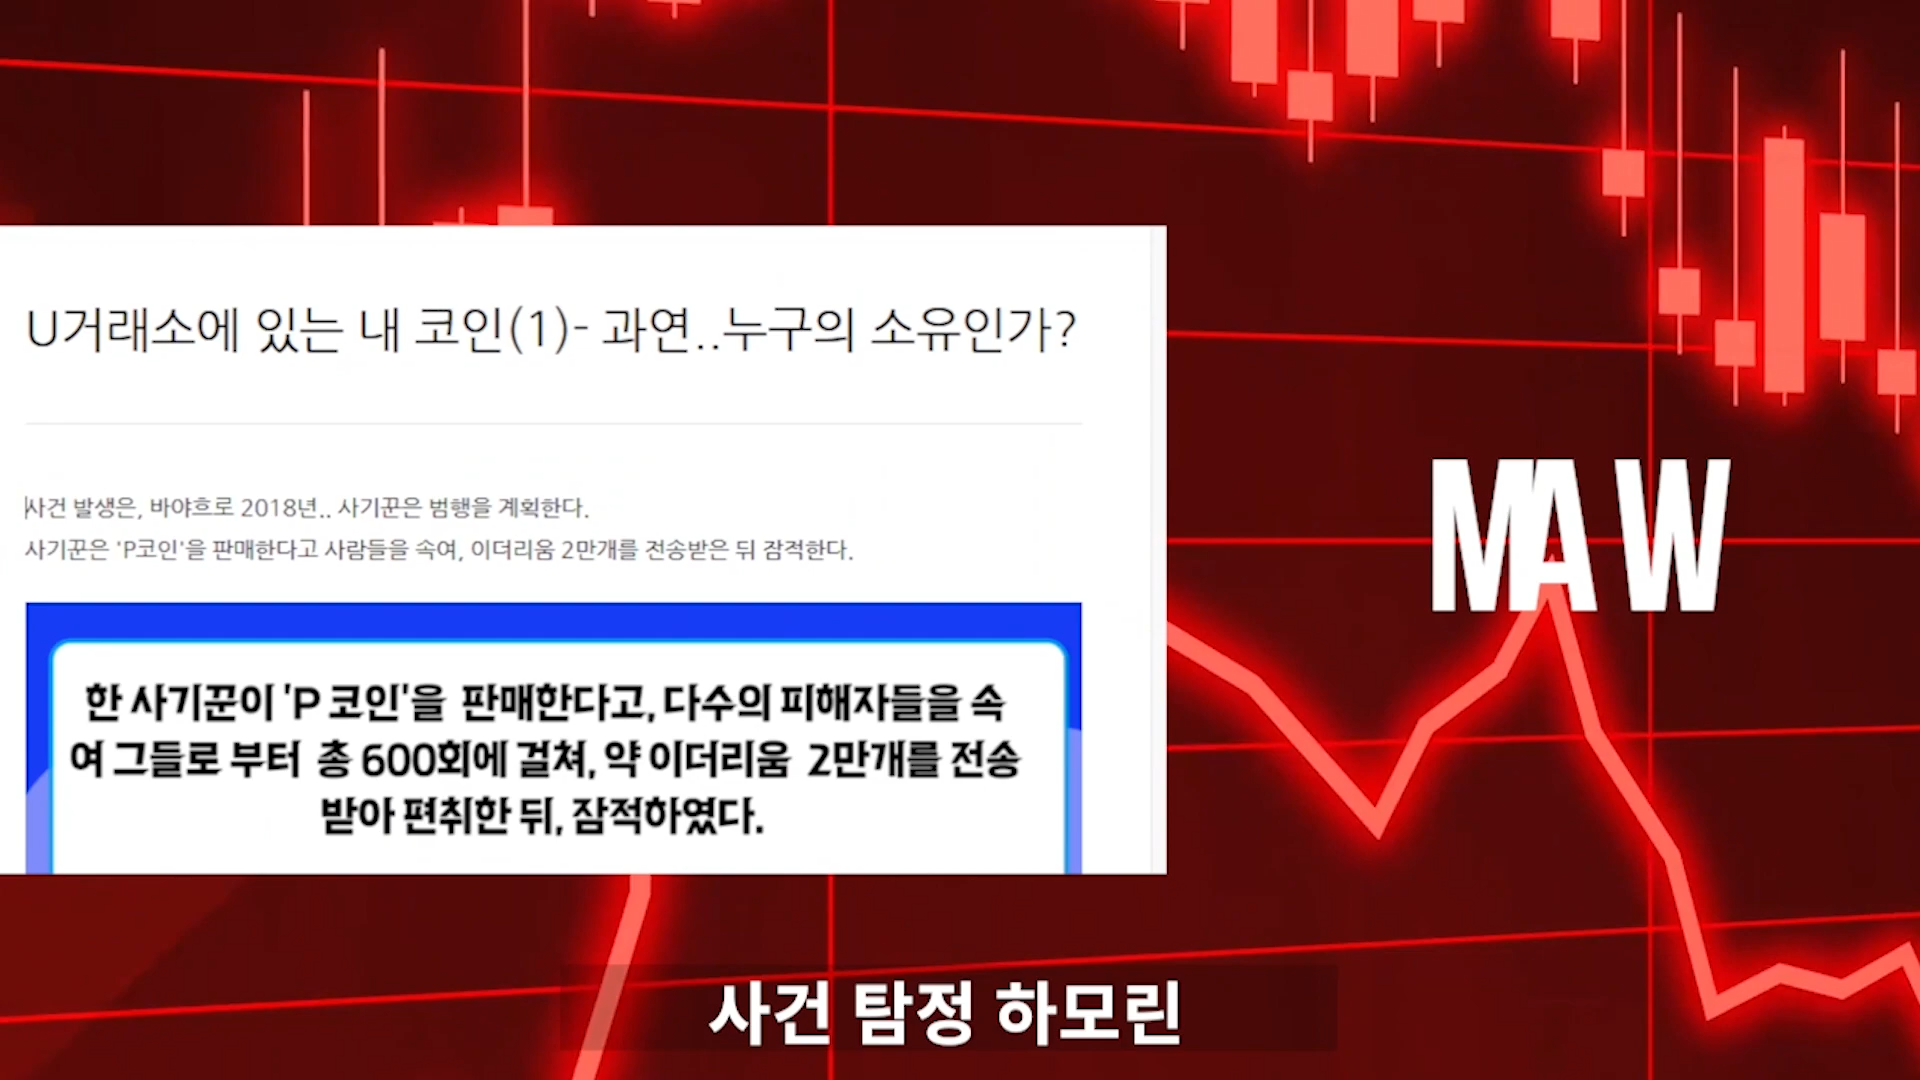 U거래소에 있는 내 코인(1)- 과연..누구의 소유인가?
사건 발생은, 바야흐로 2018년.. 사기꾼은 범행을 계획한다.
사기꾼은 'P코인'을 판매한다고 사람들을 속여, 이더리움 2만개를 전송받은 뒤 잠적한다.
한 사기꾼이 'P 코인'을 판매한다고, 다수의 피해자들을 속
여 그들로 부터 총 600회에 걸쳐, 약 이더리움 2만개를 전송
받아 편취한 뒤, 잠적하였다.
MAW
사건 탐정 하모린